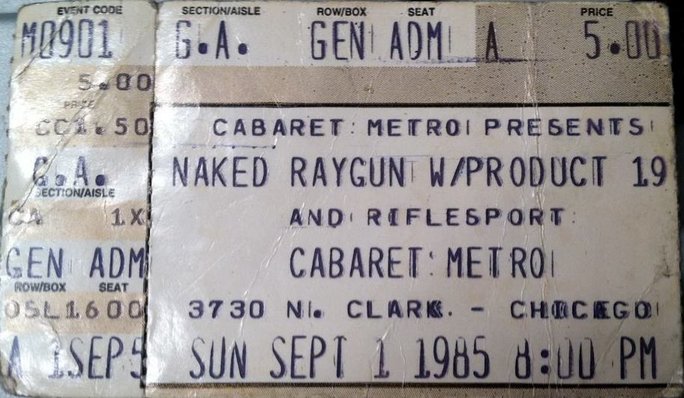 EVENT CODE SECTION/AISLE ROW/BOX SEAT PRICE
M0901 G.A. GEN ADM A 5.00
5.00
PRICE
CC1.50 CABARET METRO PRESENTS
G.A. NAKED RAYGUN W/PRODUCT 19
SECTION/AISLE
CA 1X AND RIFLESPORT
GEN ADM CABARET METRO
ROW/BOX SEAT
OSL1600 3730 N. CLARK - CHICEGO
A 1SEP5 SUN SEPT 1 1985 8:00 PM